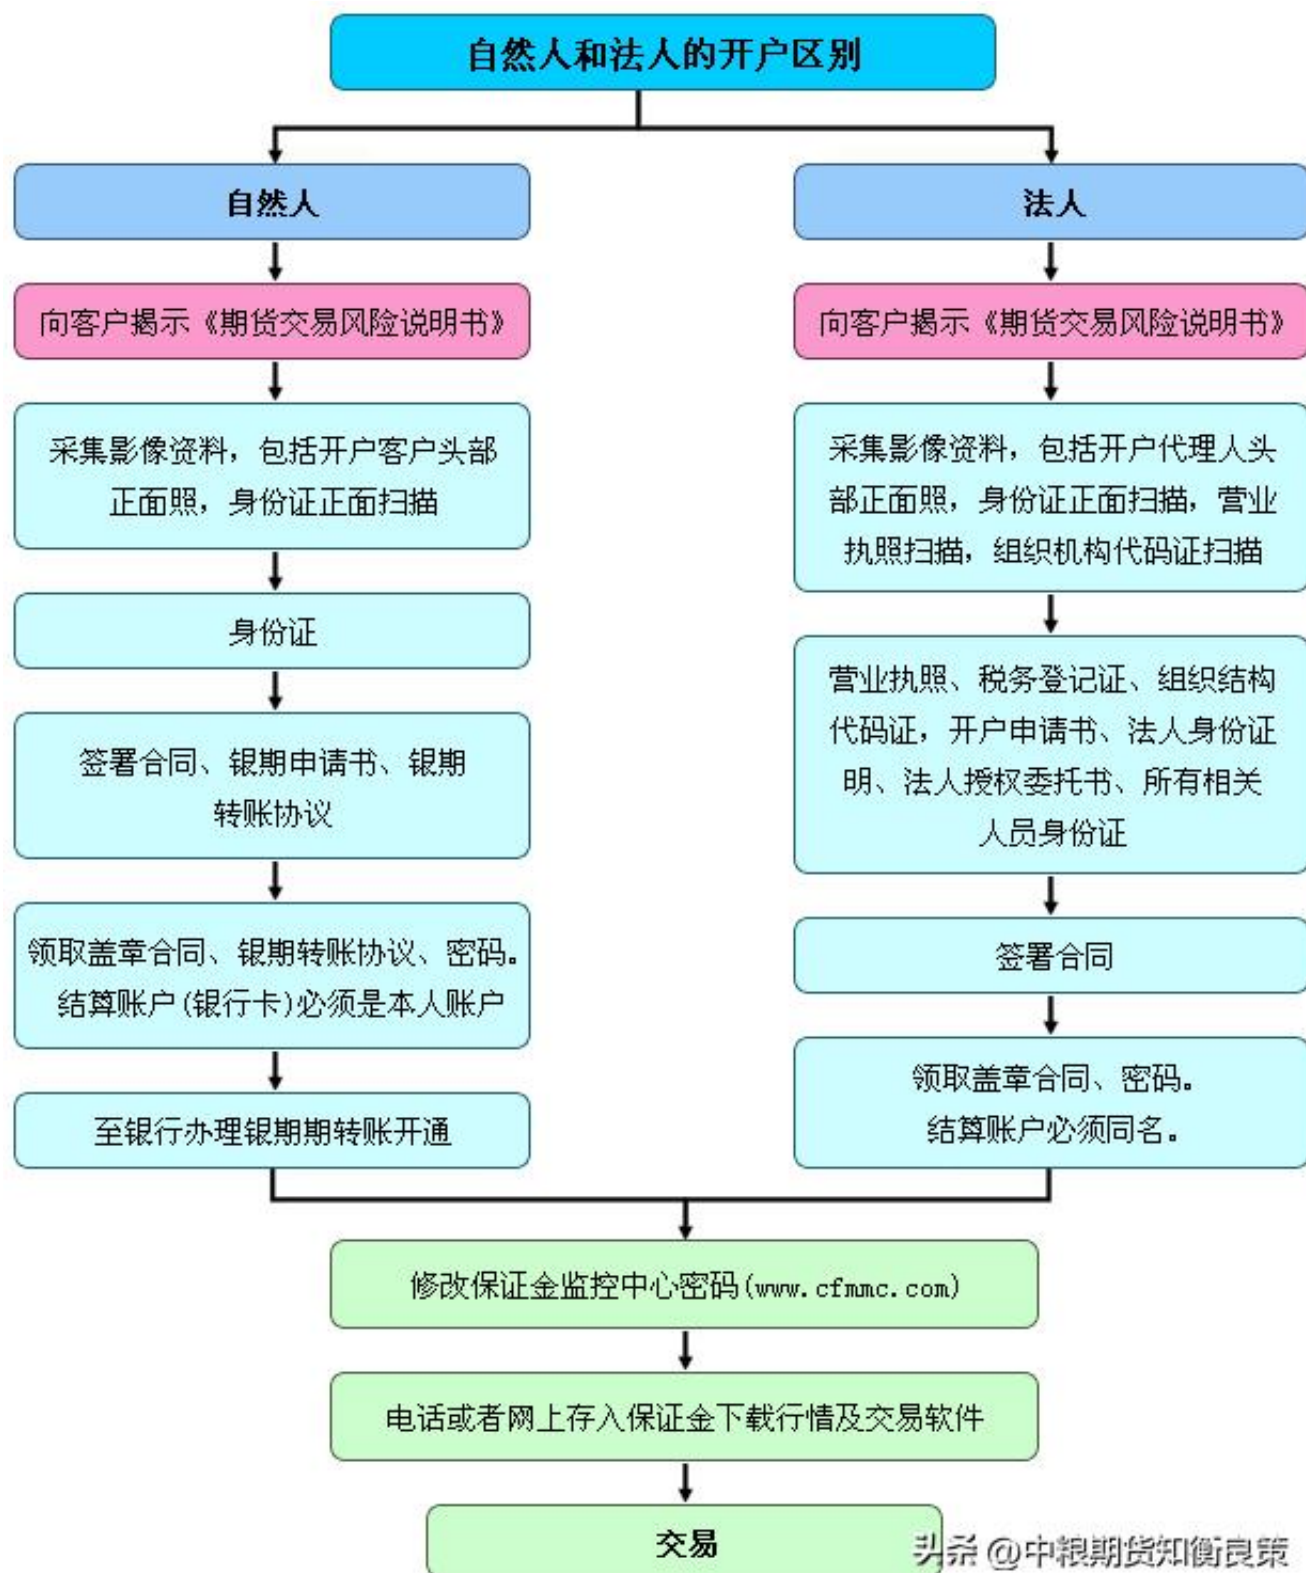 自然人和法人的开户区别
自然人
向客户揭示《期货交易风险说明书》
采集影像资料，包括开户客户头部
正面照，身份证正面扫描
身份证
签署合同、银期申请书、银期
转账协议
领取盖章合同、银期转账协议、密码。
结算账户(银行卡)必须是本人账户
至银行办理银期期转账开通
法人
向客户揭示《期货交易风险说明书》
采集影像资料，包括开户代理人头
部正面照，身份证正面扫描，营业
执照扫描，组织机构代码证扫描
营业执照、税务登记证、组织结构
代码证，开户申请书、法人身份证
明、法人授权委托书、所有相关
人员身份证
签署合同
领取盖章合同、密码。
结算账户必须同名。
修改保证金监控中心密码(www.cfmmc.com)
电话或者网上存入保证金下载行情及交易软件
交易
头条 @中粮期货知衡良策